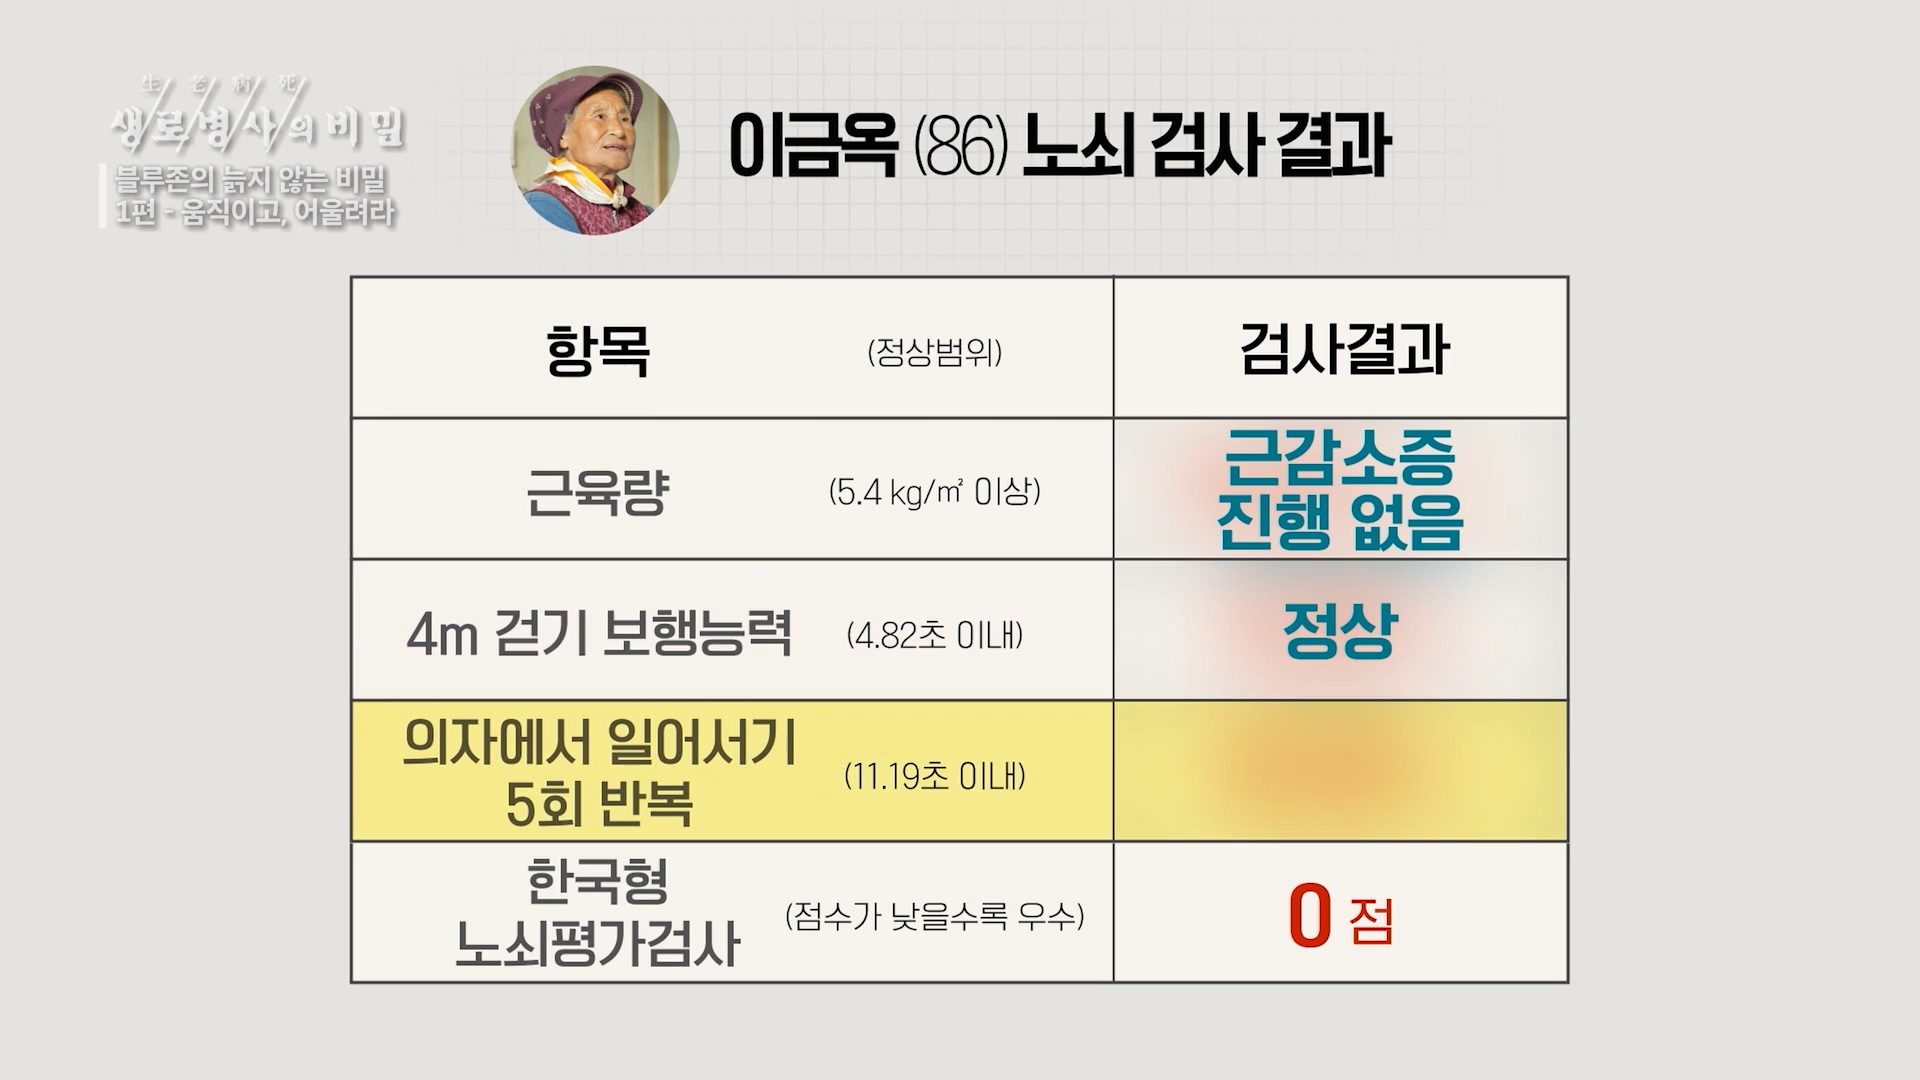 生老病死
생로병사의 비밀
블루존의 늙지 않는 비밀
1편 - 움직이고, 어울려라
이금옥 (86) 노쇠 검사 결과
항목 (정상범위) 검사결과
근육량 (5.4 kg/㎡ 이상) 근감소증
진행 없음
4m 걷기 보행능력 (4.82초 이내) 정상
의자에서 일어서기
5회 반복 (11.19초 이내)
한국형
노쇠평가검사 (점수가 낮을수록 우수) 0 점